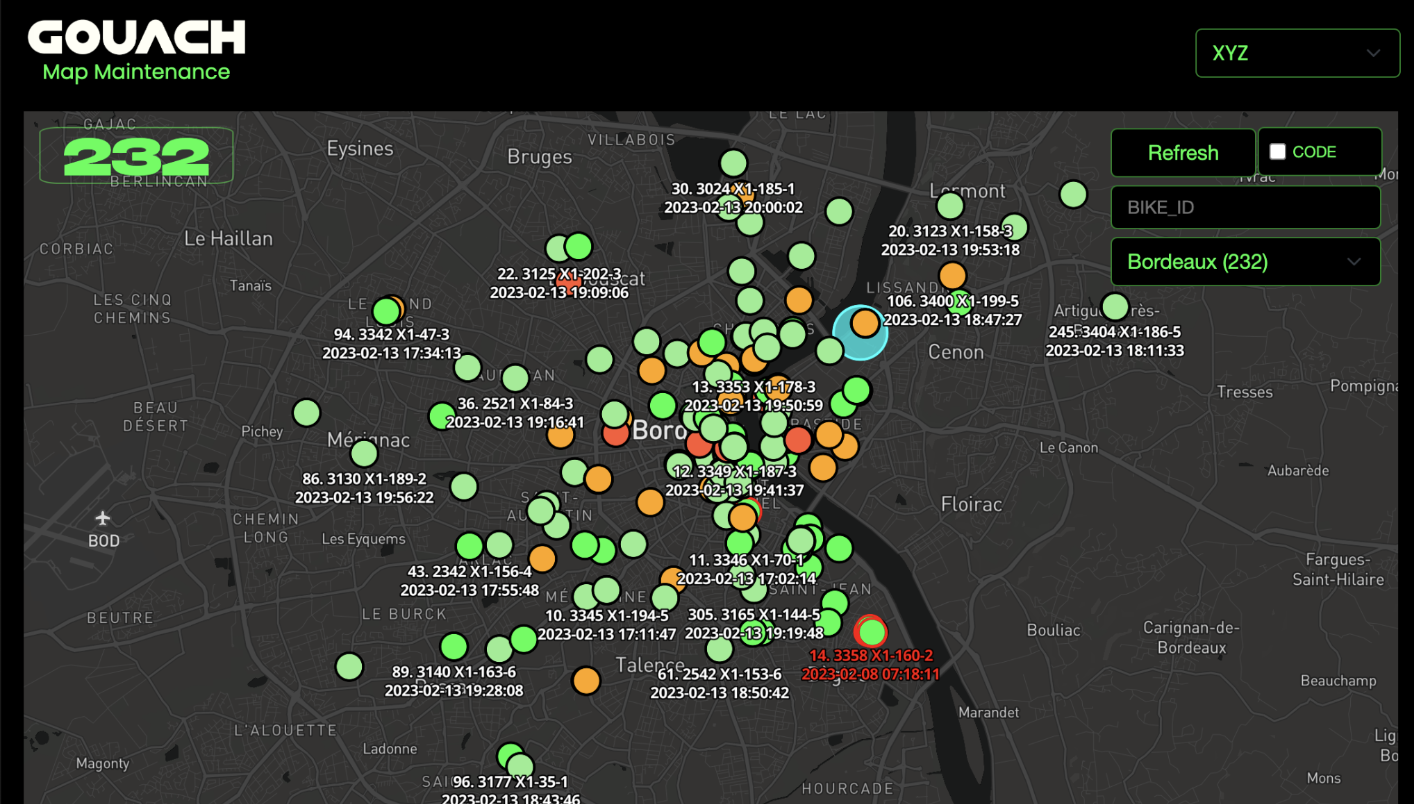 GOUACH
Map Maintenance
XYZ
232
Refresh
CODE
BIKE_ID
Bordeaux (232)
GAJAC
LE LAC
VILLABOIS
Eysines
Bruges
BERLINCAN
30. 3024 X1-185-1
2023-02-13 20:00:02
Lormont
20. 3123 X1-158-3
2023-02-13 19:53:18
Le Haillan
CORBIAC
22. 3125 X1-202-3
2023-02-13 19:09:06
Tanaïs
LISSANDR
LES CINQ
CHEMINS
106. 3400 X1-199-5
2023-02-13 18:47:27
94. 3342 X1-47-3
2023-02-13 17:34:13
245. 3404 X1-186-5
2023-02-13 18:11:33
Cenon
13. 3353 X1-178-3
2023-02-13 19:50:59
Tresses
Pompigna
36. 2521 X1-84-3
2023-02-13 19:16:41
BEAU
DÉSERT
Pichey
Mérignac
Boro
Le Canon
12. 3349 X1-187-3
2023-02-13 19:41:37
Aubarède
86. 3130 X1-189-2
2023-02-13 19:56:22
Floirac
CHEMIN
LONG
BOD
Les Eyquems
11. 3346 X1-70-1
2023-02-13 17:02:14
Fargues-
Saint-Hilaire
43. 2342 X1-156-4
2023-02-13 17:55:48
SAINT-JEAN
BEUTRE
LE BURCK
10. 3345 X1-194-5
2023-02-13 17:11:47
305. 3165 X1-144-5
2023-02-13 19:19:48
Bouliac
Carignan-de-
Bordeaux
14. 3358 X1-160-2
2023-02-08 07:18:11
Talence
89. 3140 X1-163-6
2023-02-13 19:28:08
61. 2542 X1-153-6
2023-02-13 18:50:42
Beauchamp
Marandet
L'ALOUETTE
Ladonne
Magonty
96. 3177 X1-35-1
2023-02-13 18:43:46
HOURCADE
Mons